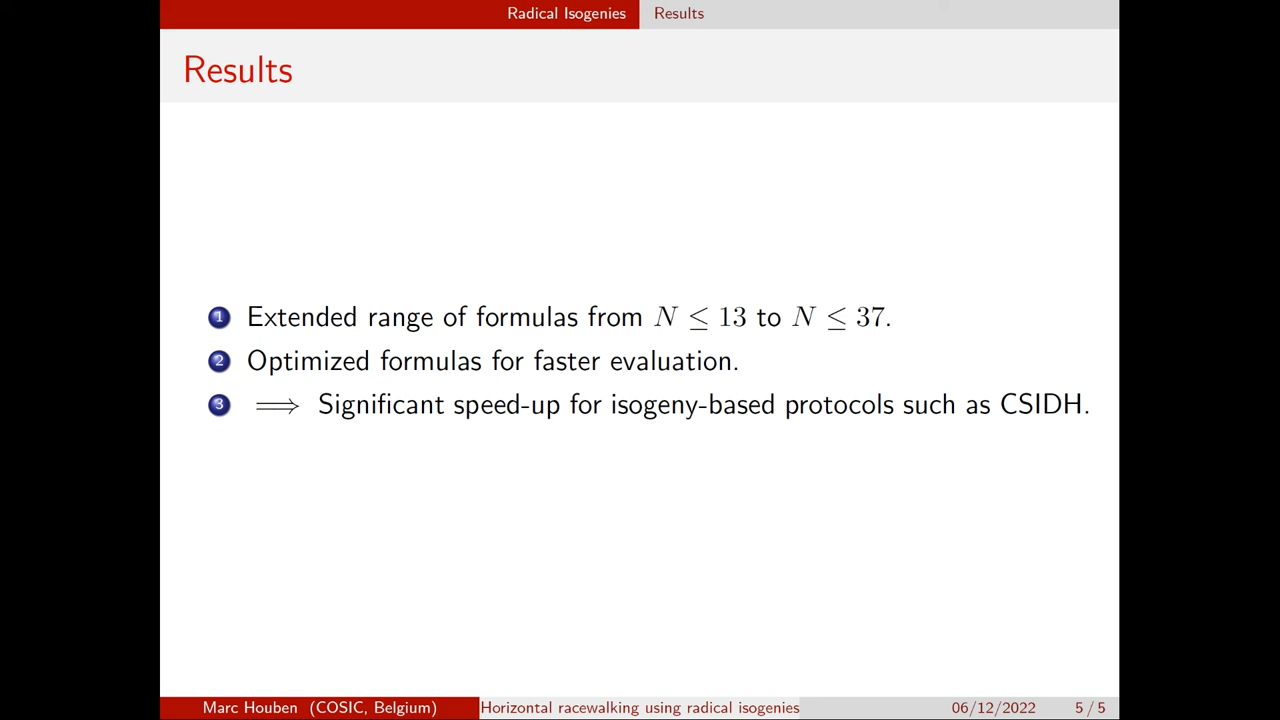 Radical Isogenies Results
Results
1 Extended range of formulas from N ≤ 13 to N ≤ 37.
2 Optimized formulas for faster evaluation.
3 ⟹ Significant speed-up for isogeny-based protocols such as CSIDH.
Marc Houben (COSIC, Belgium) Horizontal racewalking using radical isogenies 06/12/2022 5 / 5